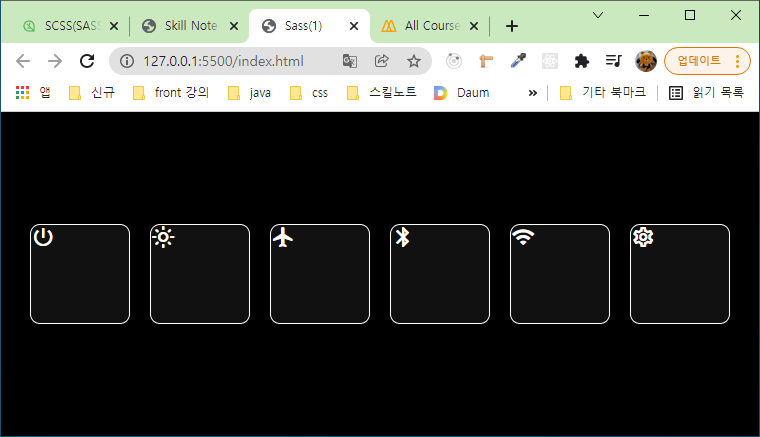 SCSS(SASS
Skill Note
Sass(1)
All Course
127.0.0.1:5500/index.html
업데이트
앱
신규
front 강의
java
css
스킬노트
Daum
»
기타 북마크
읽기 목록